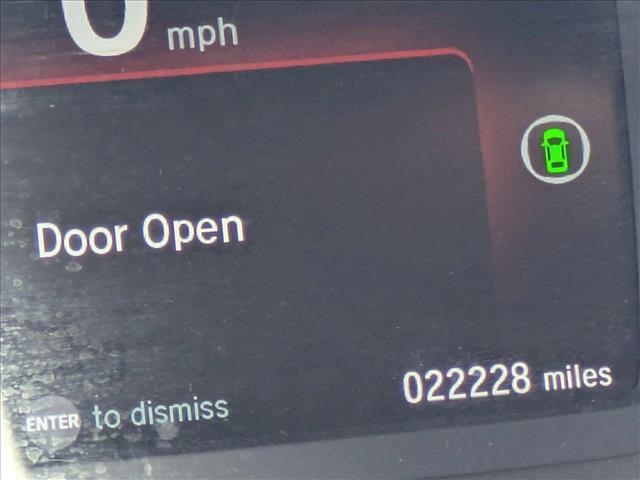 0 mph
Door Open
022228 miles
ENTER to dismiss